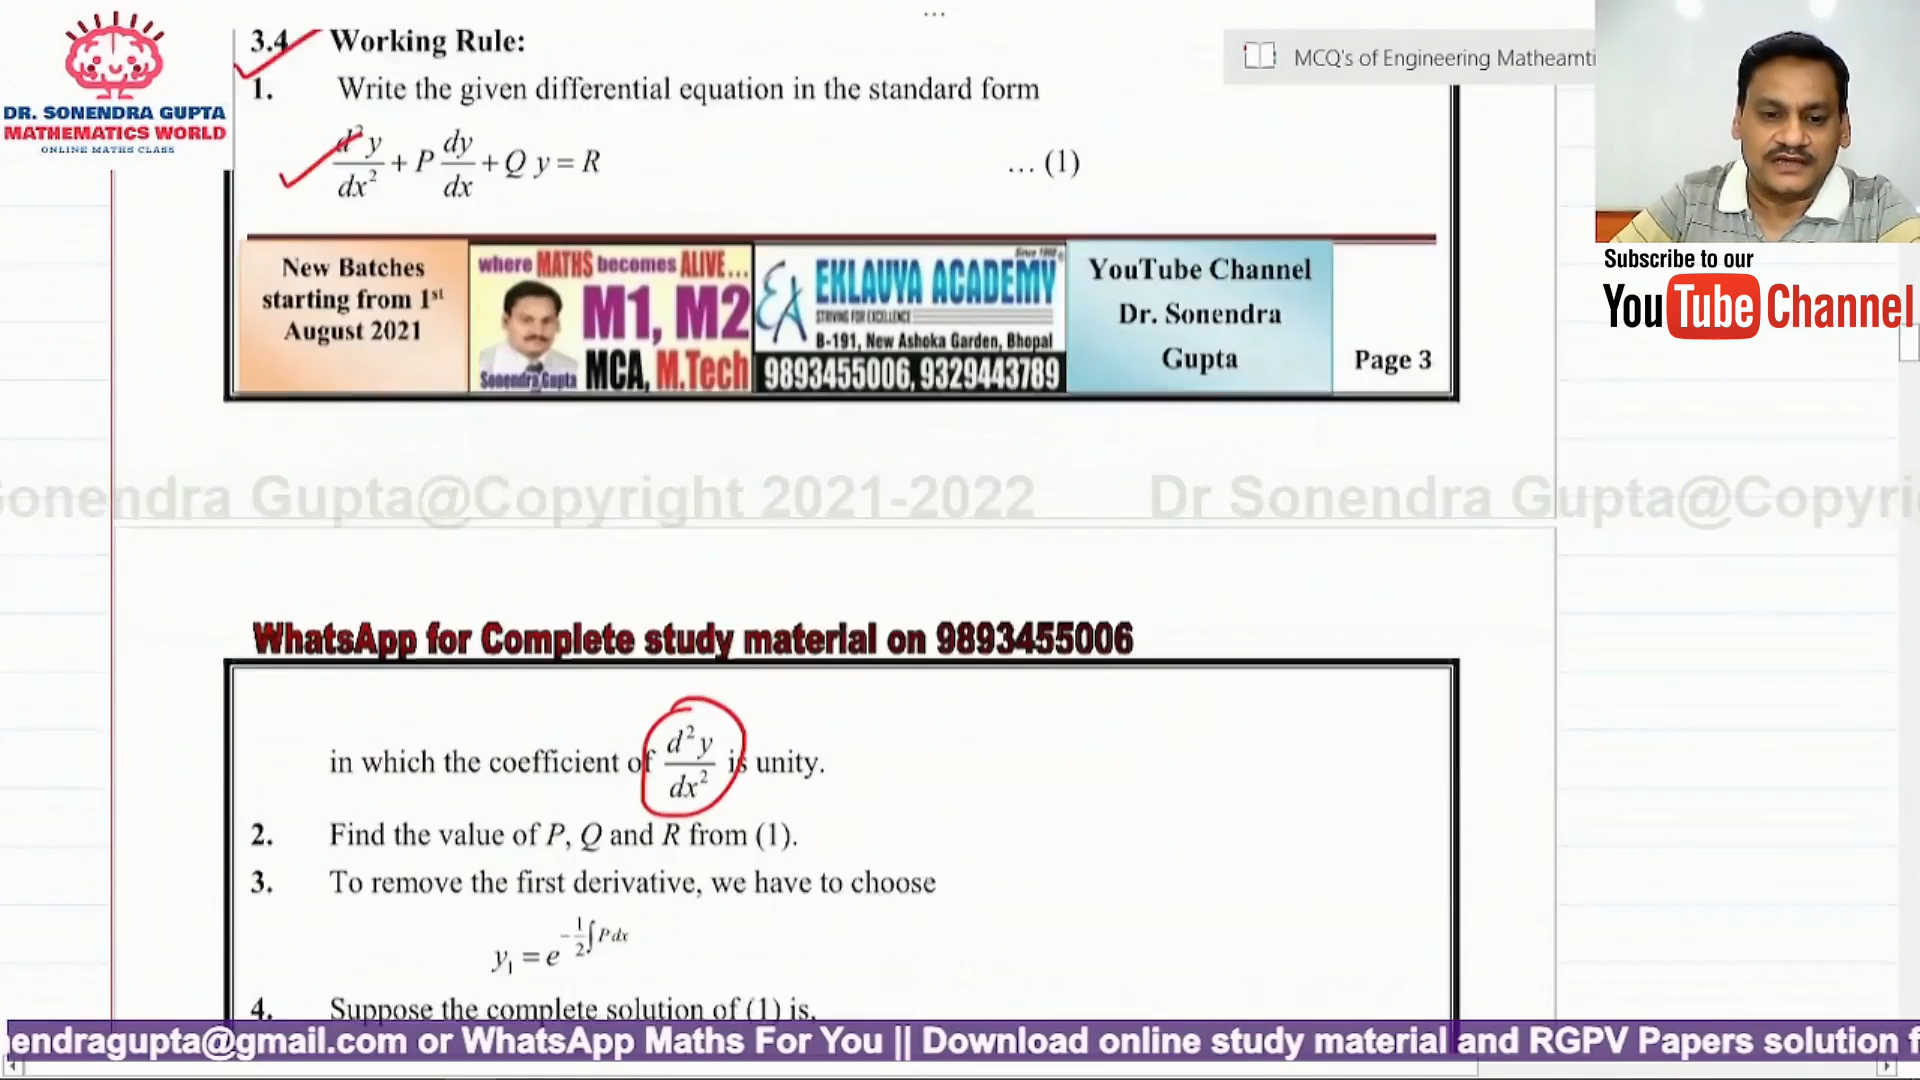 ...
3.4 Working Rule:
MCQ's of Engineering Matheamti
1. Write the given differential equation in the standard form
DR. SONENDRA GUPTA
MATHEMATICS WORLD
ONLINE MATHS CLASS
d²y/dx² + P dy/dx + Q y = R ... (1)
Subscribe to our
YouTube Channel
New Batches
starting from 1st
August 2021
where MATHS becomes ALIVE...
M1, M2
MCA, M.Tech
Sonendra Gupta
Since 1998
EKLAVYA ACADEMY
STRIVING FOR EXCELLENCE
B-191, New Ashoka Garden, Bhopal
9893455006, 9329443789
YouTube Channel
Dr. Sonendra
Gupta
Page 3
Sonendra Gupta@Copyright 2021-2022 Dr Sonendra Gupta@Copyri
WhatsApp for Complete study material on 9893455006
in which the coefficient of d²y/dx² is unity.
2. Find the value of P, Q and R from (1).
3. To remove the first derivative, we have to choose
y₁ = e^(-1/2 ∫ P dx)
4. Suppose the complete solution of (1) is,
endragupta@gmail.com or WhatsApp Maths For You || Download online study material and RGPV Papers solution f